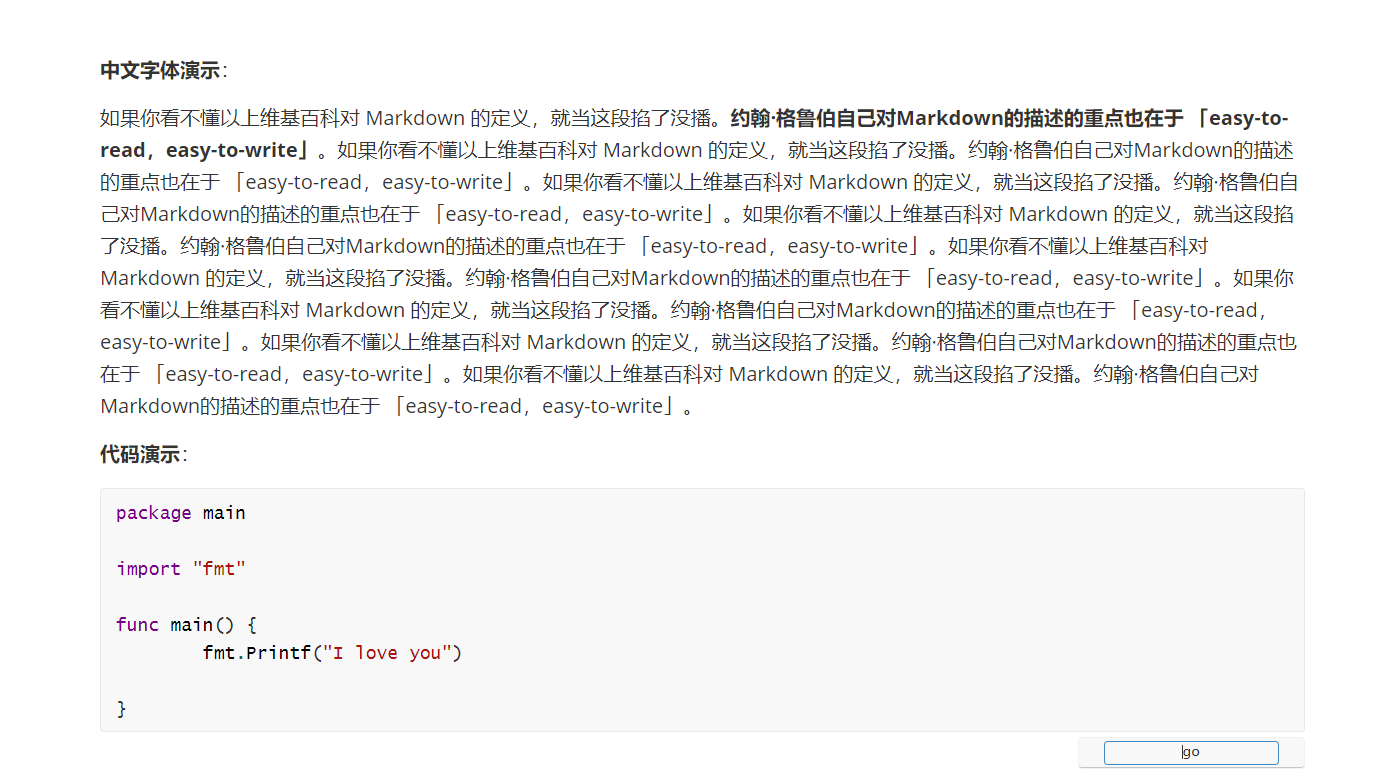 中文字体演示：
如果你看不懂以上维基百科对 Markdown 的定义，就当这段掐了没播。约翰·格鲁伯自己对Markdown的描述的重点也在于 「easy-to-
read，easy-to-write」。如果你看不懂以上维基百科对 Markdown 的定义，就当这段掐了没播。约翰·格鲁伯自己对Markdown的描述
的重点也在于 「easy-to-read，easy-to-write」。如果你看不懂以上维基百科对 Markdown 的定义，就当这段掐了没播。约翰·格鲁伯自
己对Markdown的描述的重点也在于 「easy-to-read，easy-to-write」。如果你看不懂以上维基百科对 Markdown 的定义，就当这段掐
了没播。约翰·格鲁伯自己对Markdown的描述的重点也在于 「easy-to-read，easy-to-write」。如果你看不懂以上维基百科对
Markdown 的定义，就当这段掐了没播。约翰·格鲁伯自己对Markdown的描述的重点也在于 「easy-to-read，easy-to-write」。如果你
看不懂以上维基百科对 Markdown 的定义，就当这段掐了没播。约翰·格鲁伯自己对Markdown的描述的重点也在于 「easy-to-read，
easy-to-write」。如果你看不懂以上维基百科对 Markdown 的定义，就当这段掐了没播。约翰·格鲁伯自己对Markdown的描述的重点也
在于 「easy-to-read，easy-to-write」。如果你看不懂以上维基百科对 Markdown 的定义，就当这段掐了没播。约翰·格鲁伯自己对
Markdown的描述的重点也在于 「easy-to-read，easy-to-write」。
代码演示：
package main
import "fmt"
func main() {
        fmt.Printf("I love you")
}
go